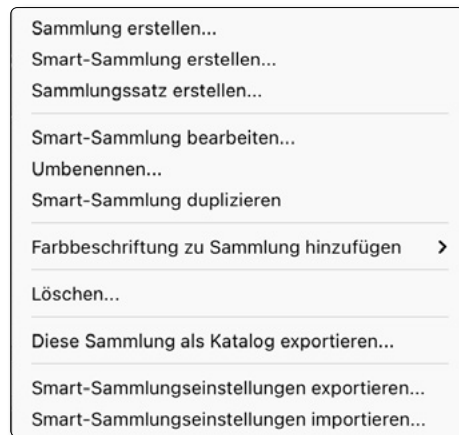 Sammlung erstellen...
Smart-Sammlung erstellen...
Sammlungssatz erstellen...
Smart-Sammlung bearbeiten...
Umbenennen...
Smart-Sammlung duplizieren
Farbbeschriftung zu Sammlung hinzufügen
Löschen...
Diese Sammlung als Katalog exportieren...
Smart-Sammlungseinstellungen exportieren...
Smart-Sammlungseinstellungen importieren...